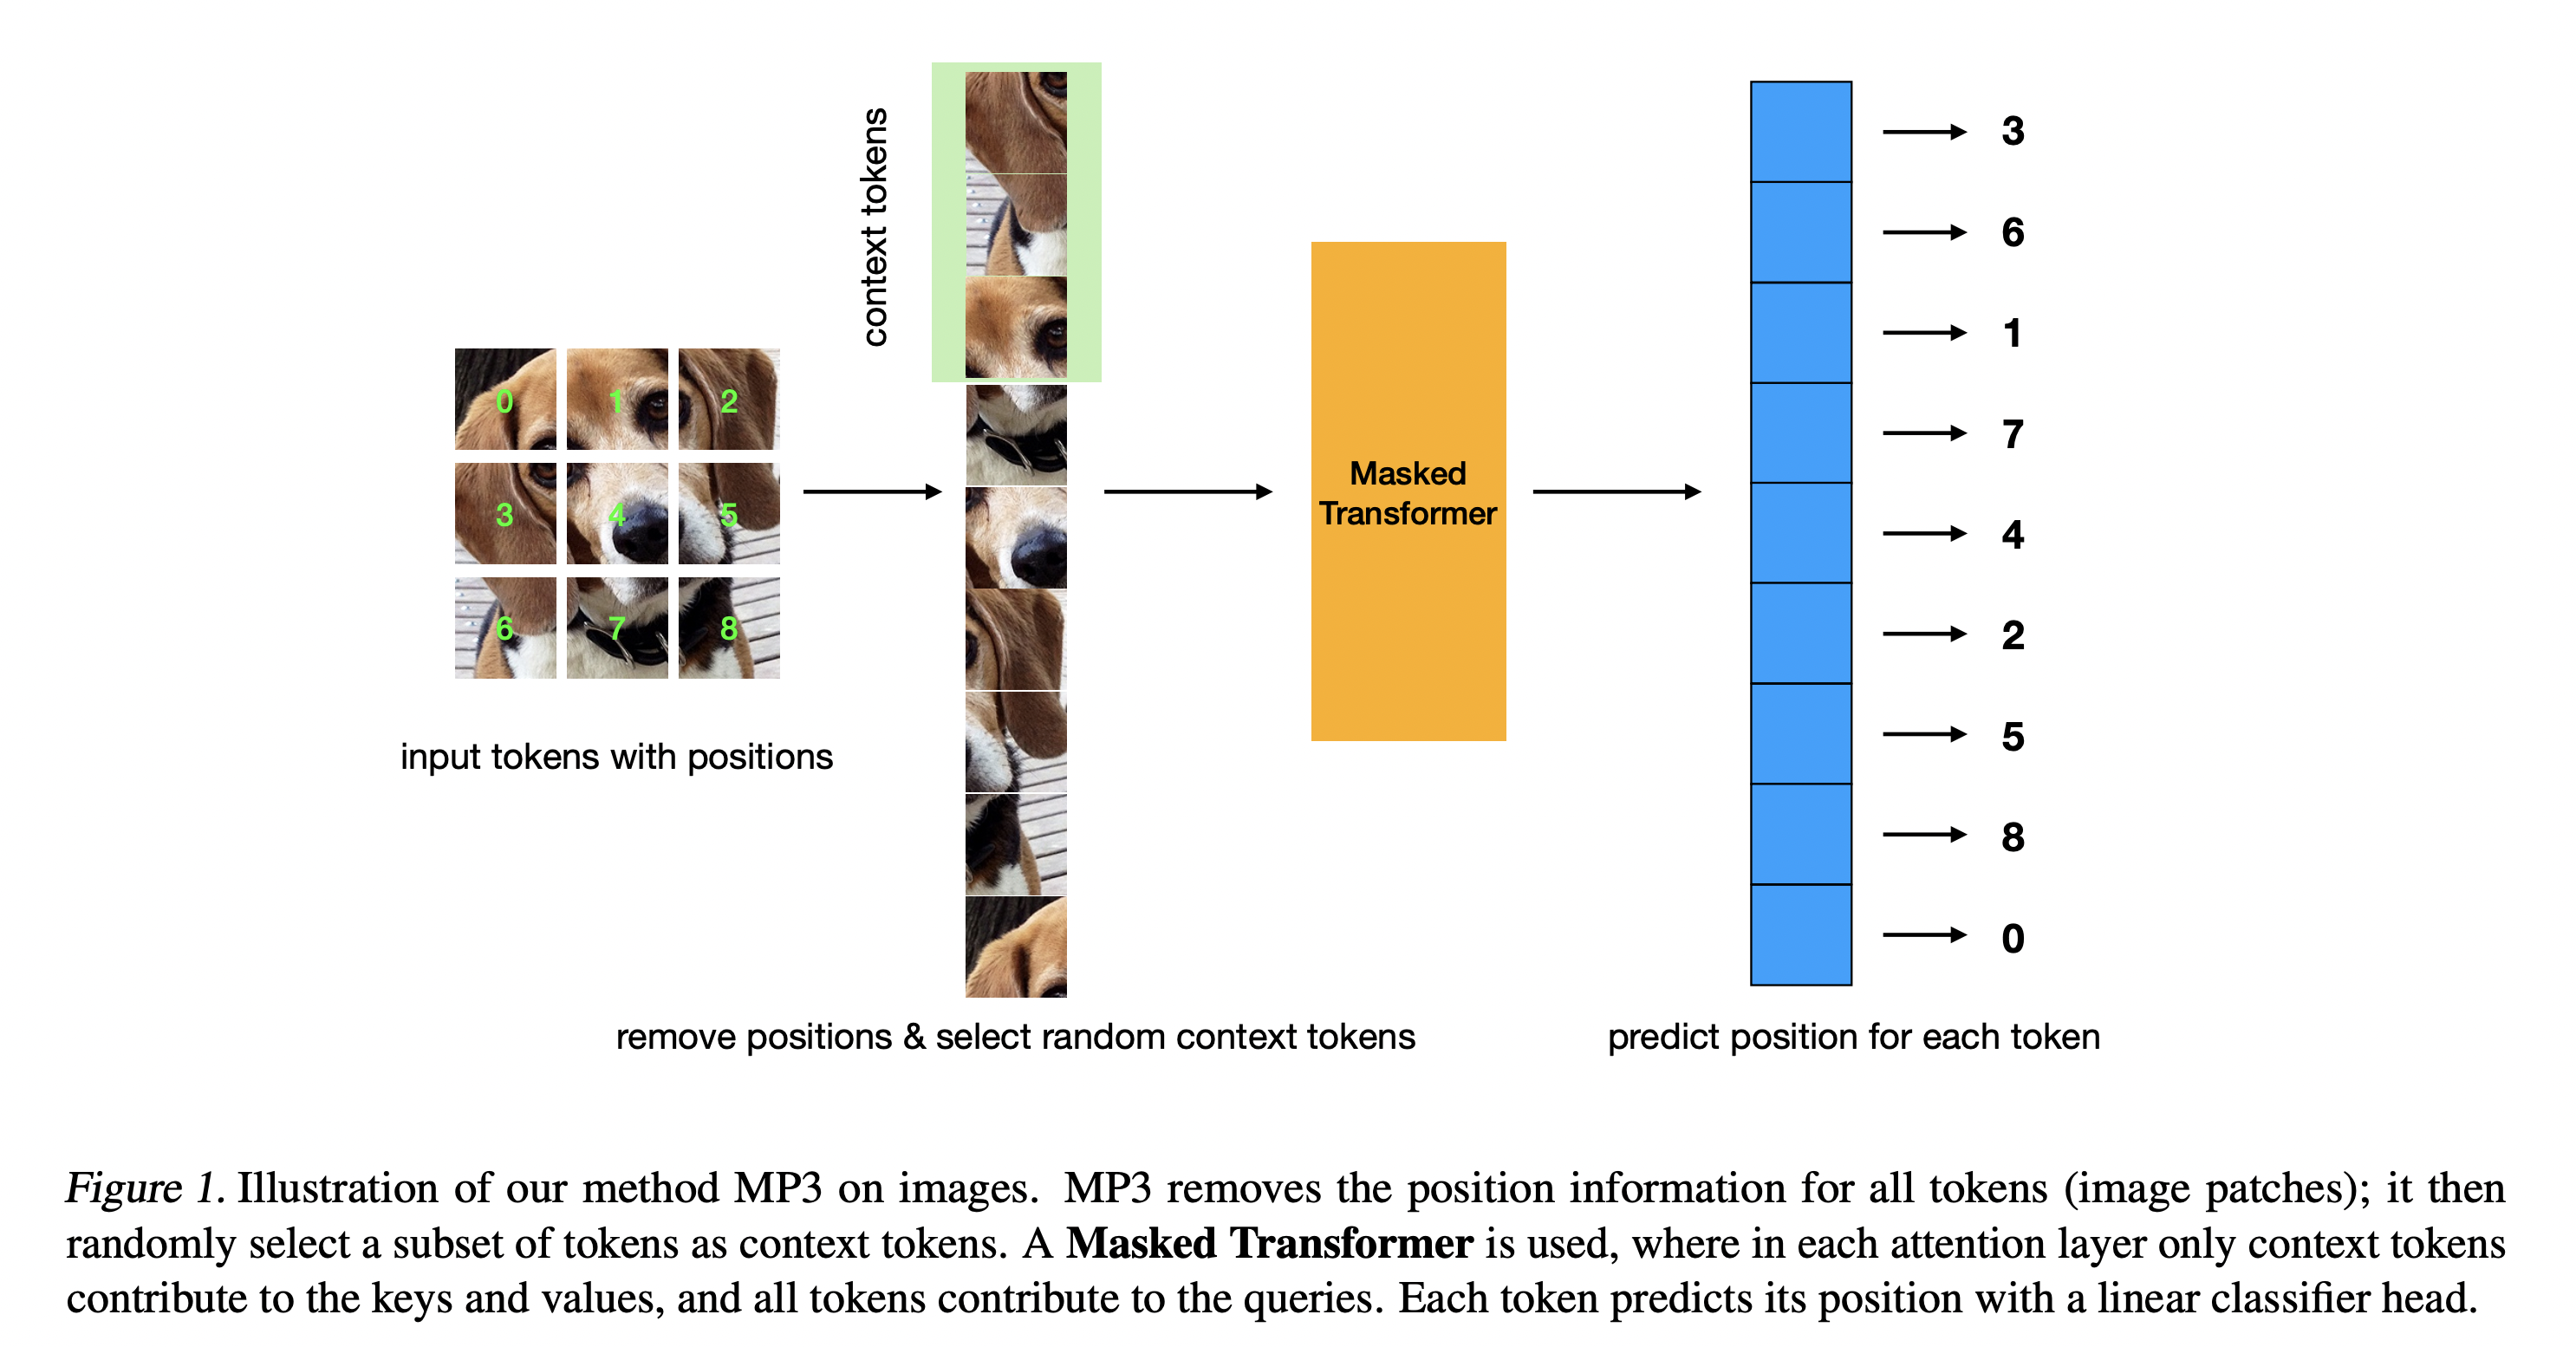 context tokens
0
1
2
3
4
5
6
7
8
input tokens with positions
remove positions & select random context tokens
Masked
Transformer
3
6
1
7
4
2
5
8
0
predict position for each token
Figure 1. Illustration of our method MP3 on images. MP3 removes the position information for all tokens (image patches); it then
randomly select a subset of tokens as context tokens. A Masked Transformer is used, where in each attention layer only context tokens
contribute to the keys and values, and all tokens contribute to the queries. Each token predicts its position with a linear classifier head.